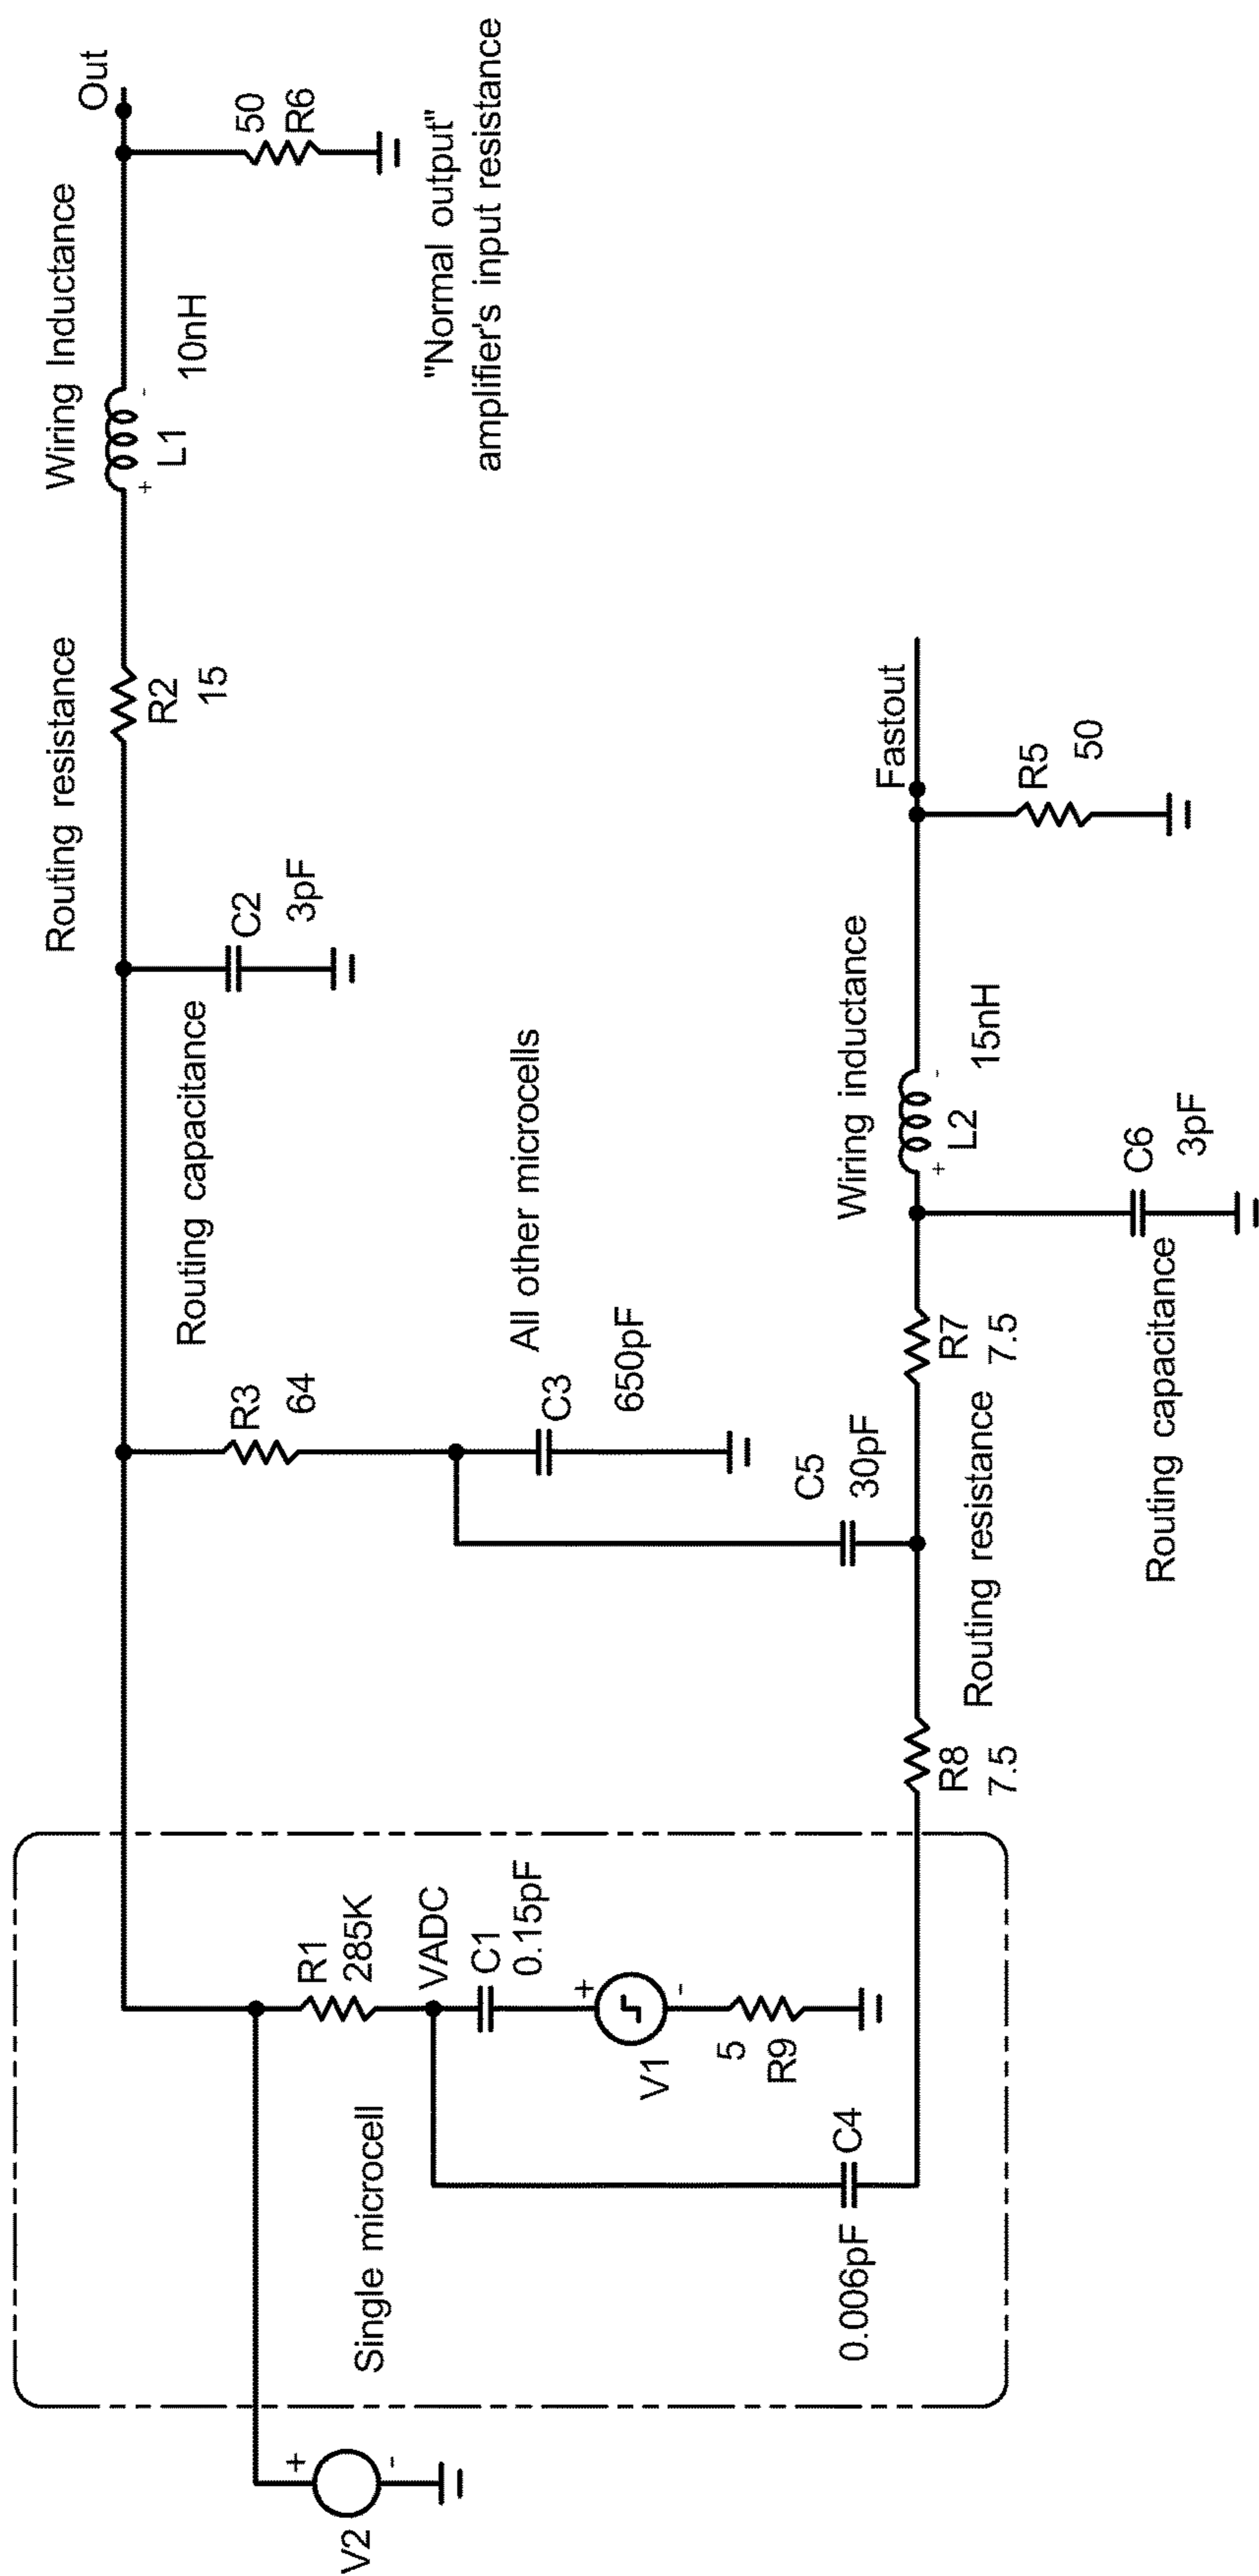 Wiring Inductance
Out
10nH
L1
+
-
50
R6
"Normal output"
amplifier's input resistance
Routing resistance
R2
15
Routing capacitance
C2
3pF
R3
64
All other microcells
C3
650pF
C5
30pF
Single microcell
R1
285K
VADC
C1
0.15pF
+
-
V1
5
R9
C4
0.006pF
V2
+
-
R8
7.5
Routing resistance
R7
7.5
Wiring inductance
+
-
L2
15nH
C6
3pF
Routing capacitance
Fastout
R5
50